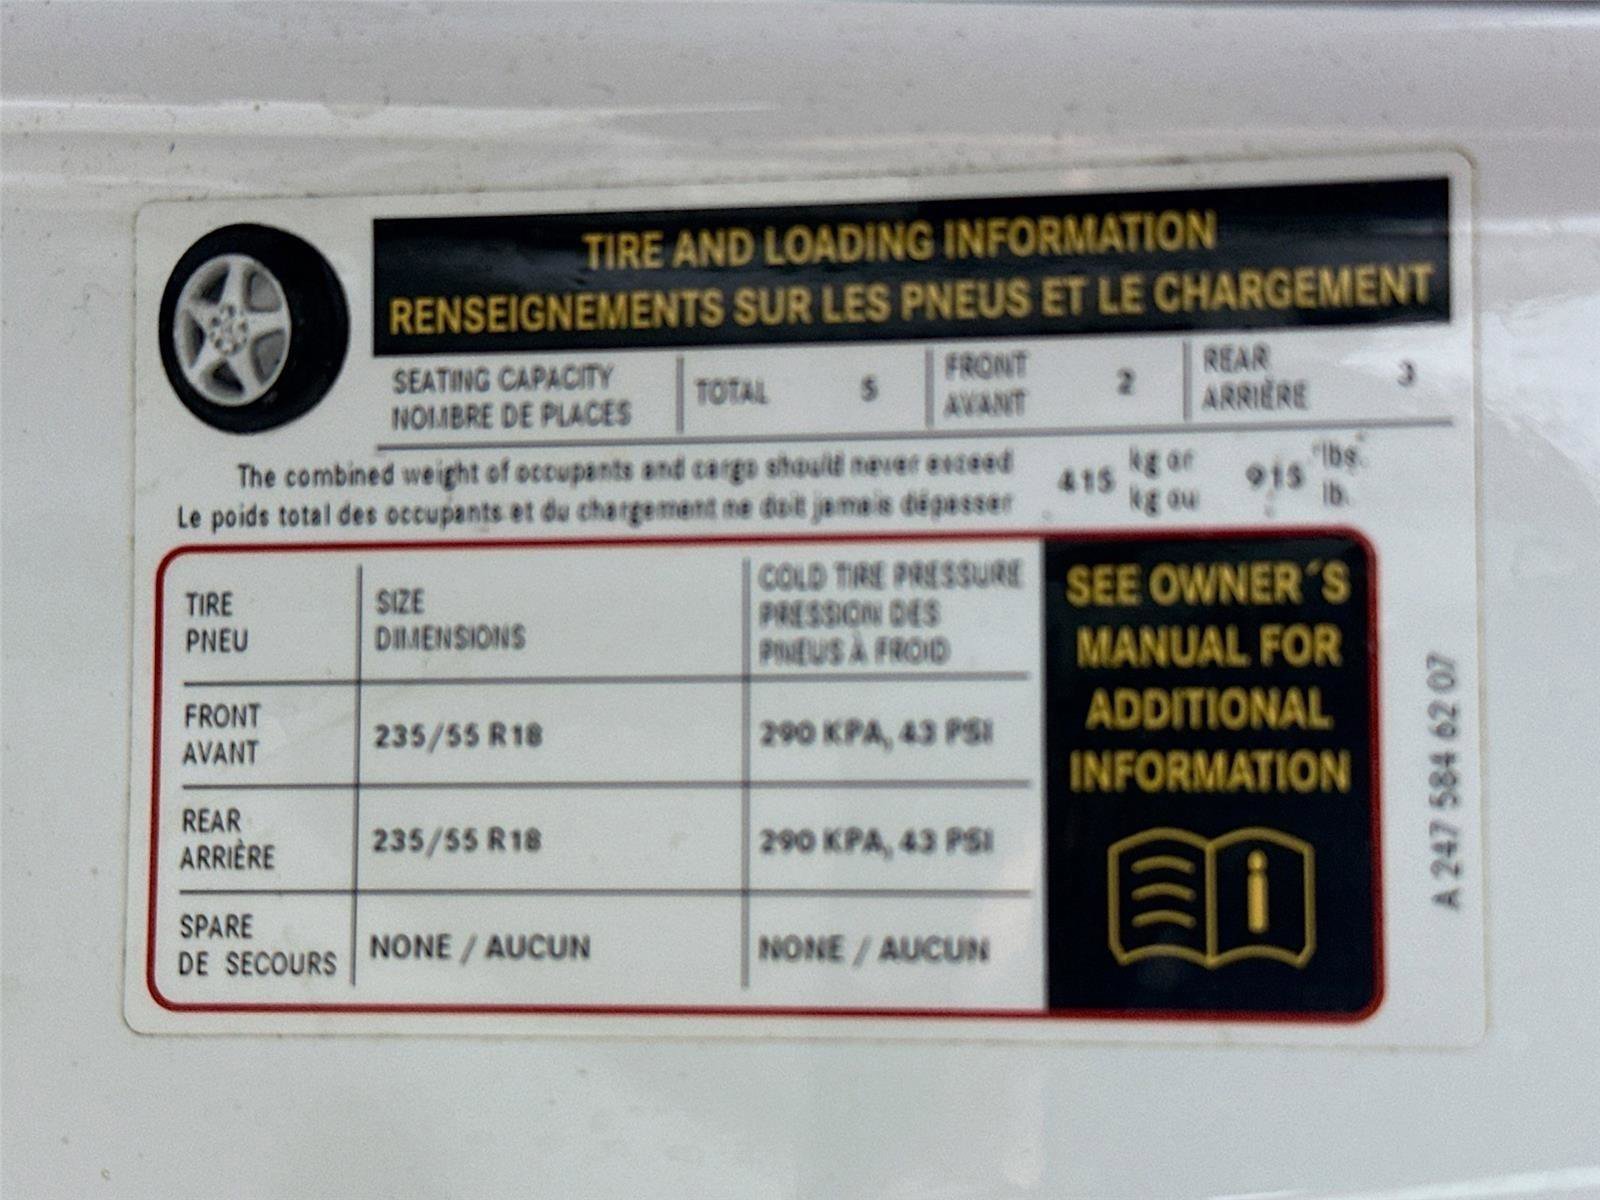 TIRE AND LOADING INFORMATION
RENSEIGNEMENTS SUR LES PNEUS ET LE CHARGEMENT
SEATING CAPACITY
NOMBRE DE PLACES
TOTAL 5
FRONT
AVANT
2
REAR
ARRIÈRE
3
The combined weight of occupants and cargo should never exceed
Le poids total des occupants et du chargement ne doit jamais dépasser
415
kg or
kg ou
915
lbs.
lb.
TIRE
PNEU
SIZE
DIMENSIONS
COLD TIRE PRESSURE
PRESSION DES
PNEUS À FROID
FRONT
AVANT
235/55 R18
290 KPA, 43 PSI
REAR
ARRIÈRE
235/55 R18
290 KPA, 43 PSI
SPARE
DE SECOURS
NONE / AUCUN
NONE / AUCUN
SEE OWNER´S
MANUAL FOR
ADDITIONAL
INFORMATION
i
A 247 584 62 07